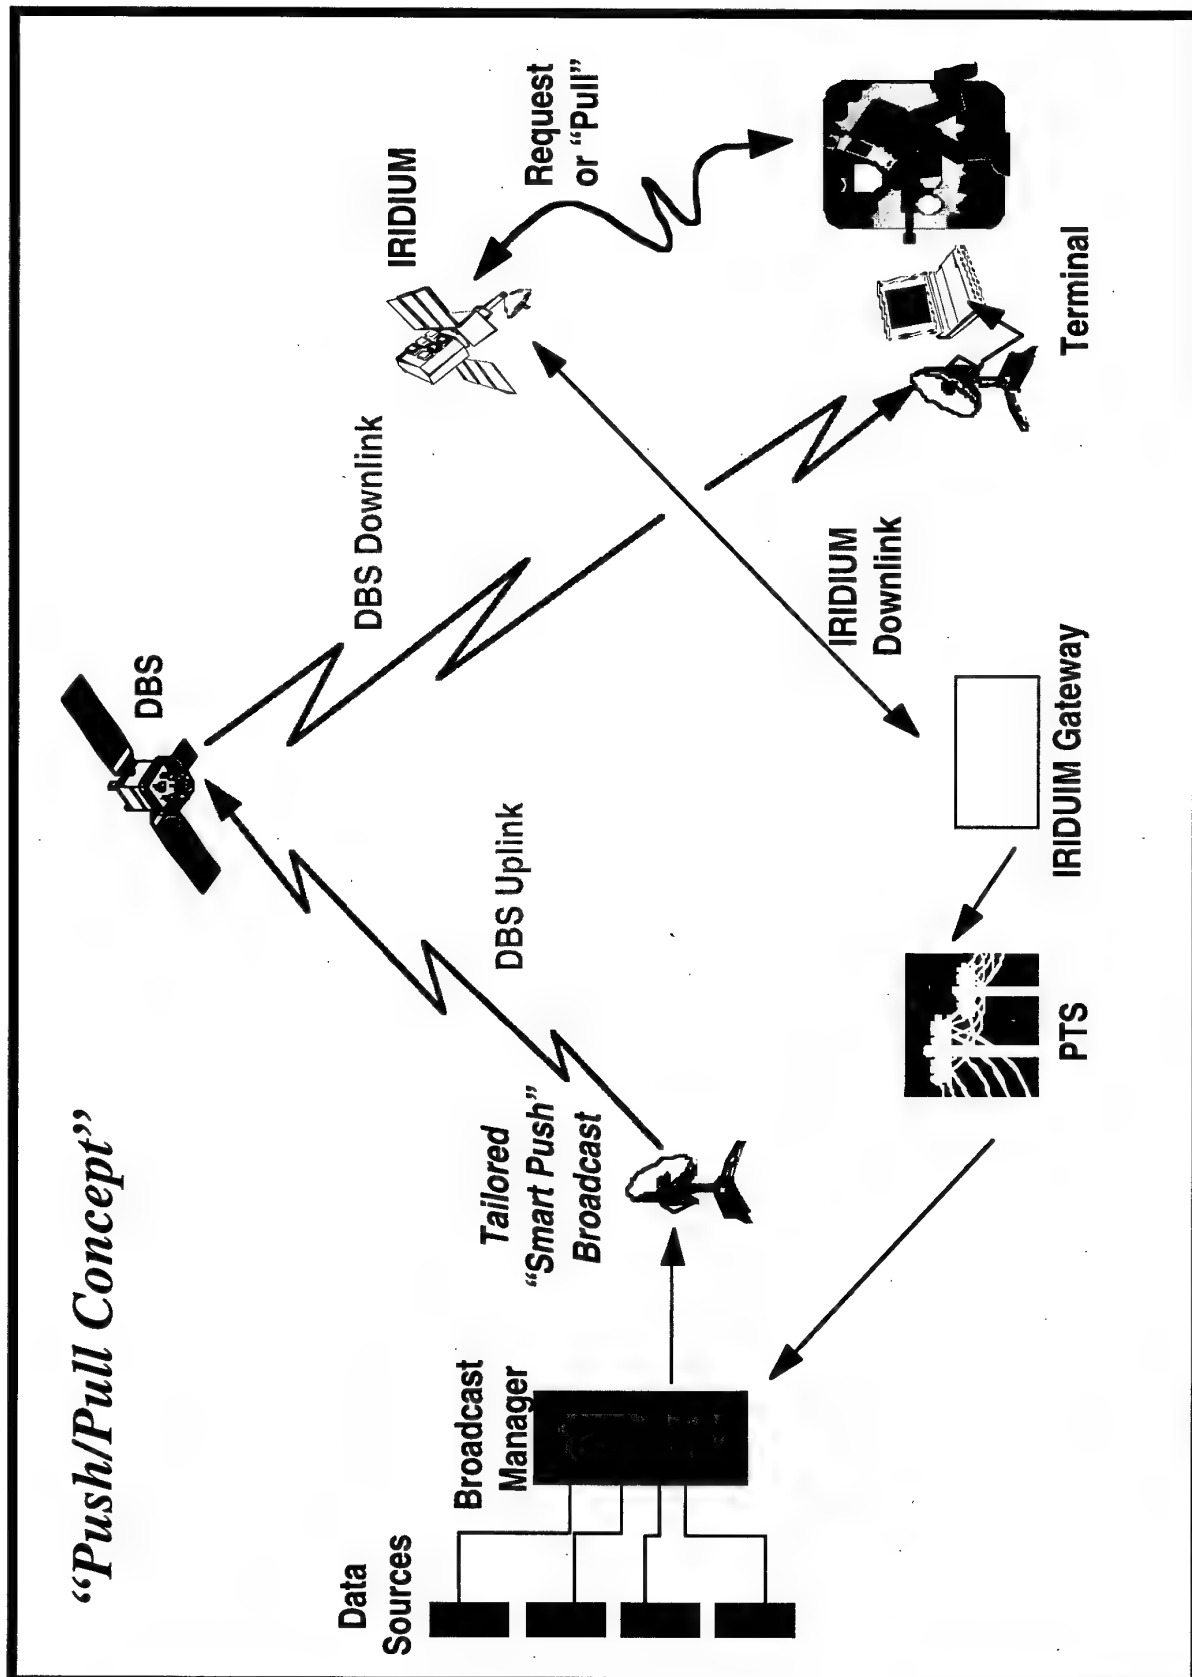 “Push/Pull Concept”
DBS
IRIDIUM
Request
or “Pull”
DBS Downlink
DBS Uplink
Tailored
“Smart Push”
Broadcast
Broadcast
Manager
Data
Sources
IRIDIUM
Downlink
PTS
IRIDUIM Gateway
Terminal